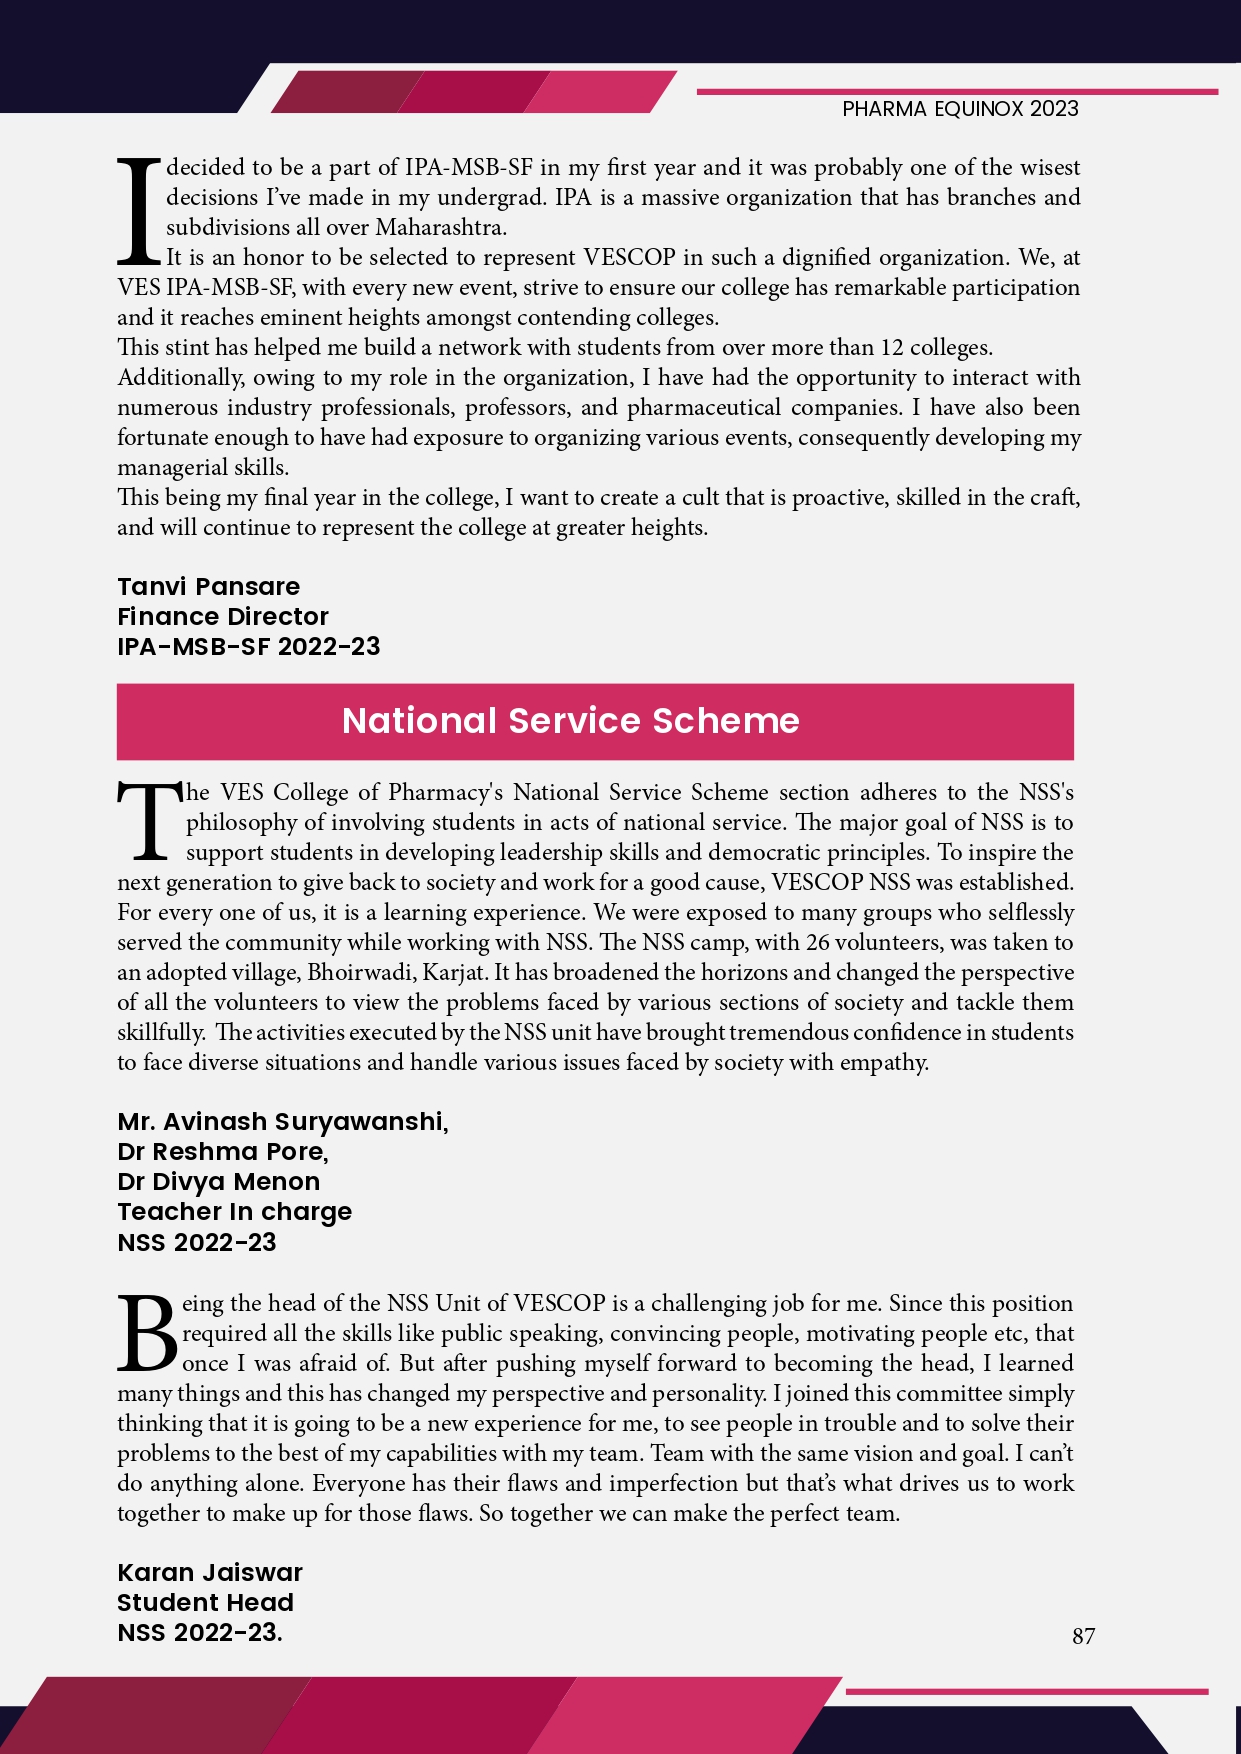 PHARMA EQUINOX 2023
I decided to be a part of IPA-MSB-SF in my first year and it was probably one of the wisest
decisions I’ve made in my undergrad. IPA is a massive organization that has branches and
subdivisions all over Maharashtra.
It is an honor to be selected to represent VESCOP in such a dignified organization. We, at
VES IPA-MSB-SF, with every new event, strive to ensure our college has remarkable participation
and it reaches eminent heights amongst contending colleges.
This stint has helped me build a network with students from over more than 12 colleges.
Additionally, owing to my role in the organization, I have had the opportunity to interact with
numerous industry professionals, professors, and pharmaceutical companies. I have also been
fortunate enough to have had exposure to organizing various events, consequently developing my
managerial skills.
This being my final year in the college, I want to create a cult that is proactive, skilled in the craft,
and will continue to represent the college at greater heights.
Tanvi Pansare
Finance Director
IPA-MSB-SF 2022-23
National Service Scheme
The VES College of Pharmacy's National Service Scheme section adheres to the NSS's
philosophy of involving students in acts of national service. The major goal of NSS is to
support students in developing leadership skills and democratic principles. To inspire the
next generation to give back to society and work for a good cause, VESCOP NSS was established.
For every one of us, it is a learning experience. We were exposed to many groups who selflessly
served the community while working with NSS. The NSS camp, with 26 volunteers, was taken to
an adopted village, Bhoirwadi, Karjat. It has broadened the horizons and changed the perspective
of all the volunteers to view the problems faced by various sections of society and tackle them
skillfully. The activities executed by the NSS unit have brought tremendous confidence in students
to face diverse situations and handle various issues faced by society with empathy.
Mr. Avinash Suryawanshi,
Dr Reshma Pore,
Dr Divya Menon
Teacher In charge
NSS 2022-23
Being the head of the NSS Unit of VESCOP is a challenging job for me. Since this position
required all the skills like public speaking, convincing people, motivating people etc, that
once I was afraid of. But after pushing myself forward to becoming the head, I learned
many things and this has changed my perspective and personality. I joined this committee simply
thinking that it is going to be a new experience for me, to see people in trouble and to solve their
problems to the best of my capabilities with my team. Team with the same vision and goal. I can’t
do anything alone. Everyone has their flaws and imperfection but that’s what drives us to work
together to make up for those flaws. So together we can make the perfect team.
Karan Jaiswar
Student Head
NSS 2022-23.
87